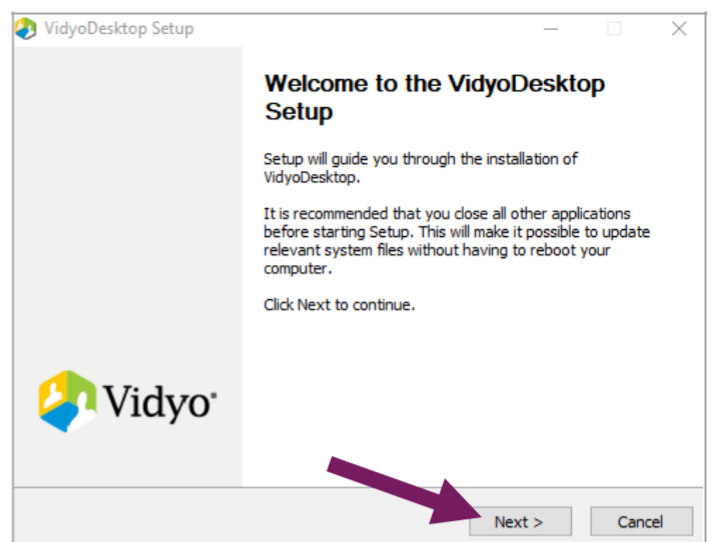 VidyoDesktop Setup
Welcome to the VidyoDesktop
Setup
Setup will guide you through the installation of
VidyoDesktop.
It is recommended that you close all other applications
before starting Setup. This will make it possible to update
relevant system files without having to reboot your
computer.
Click Next to continue.
Vidyo
Next >
Cancel